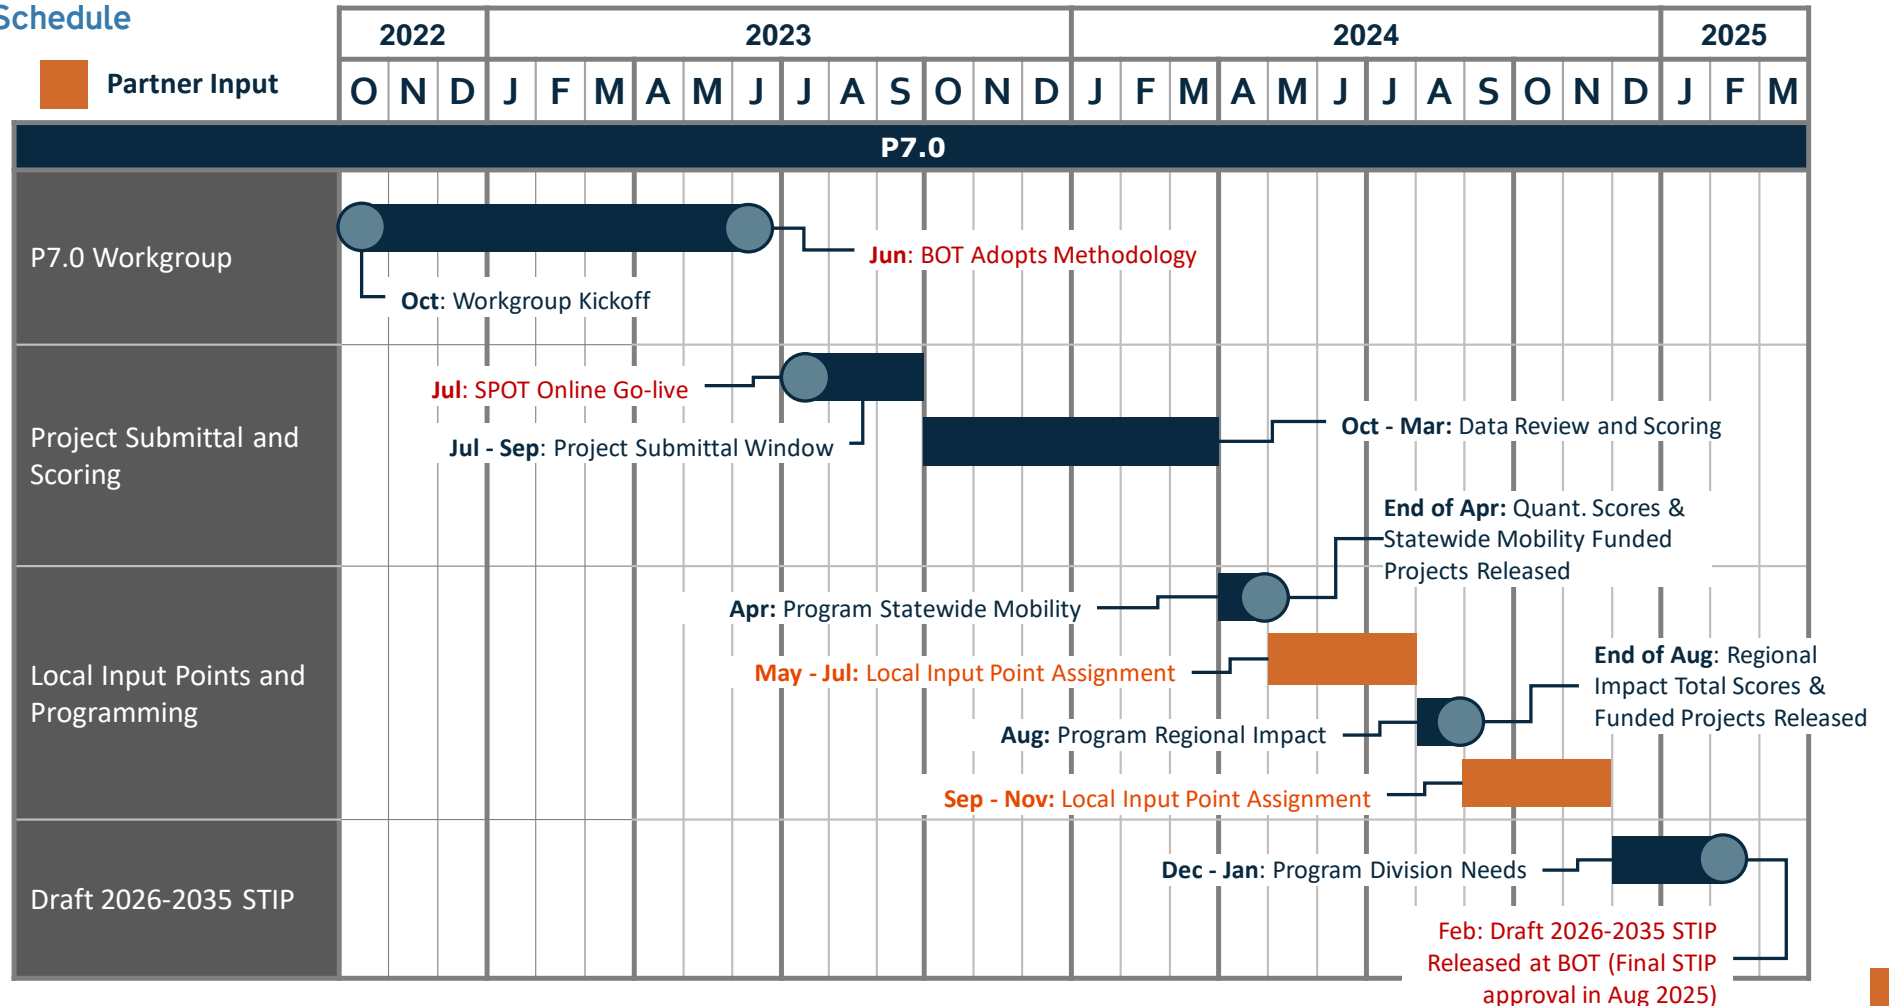 Schedule
Partner Input
2022 2023 2024 2025
O N D J F M A M J J A S O N D J F M A M J J A S O N D J F M
P7.0
P7.0 Workgroup
Jun: BOT Adopts Methodology
Oct: Workgroup Kickoff
Project Submittal and
Scoring
Jul: SPOT Online Go-live
Jul - Sep: Project Submittal Window
Oct - Mar: Data Review and Scoring
End of Apr: Quant. Scores &
Statewide Mobility Funded
Projects Released
Local Input Points and
Programming
Apr: Program Statewide Mobility
May - Jul: Local Input Point Assignment
End of Aug: Regional
Impact Total Scores &
Funded Projects Released
Aug: Program Regional Impact
Sep - Nov: Local Input Point Assignment
Draft 2026-2035 STIP
Dec - Jan: Program Division Needs
Feb: Draft 2026-2035 STIP
Released at BOT (Final STIP
approval in Aug 2025)